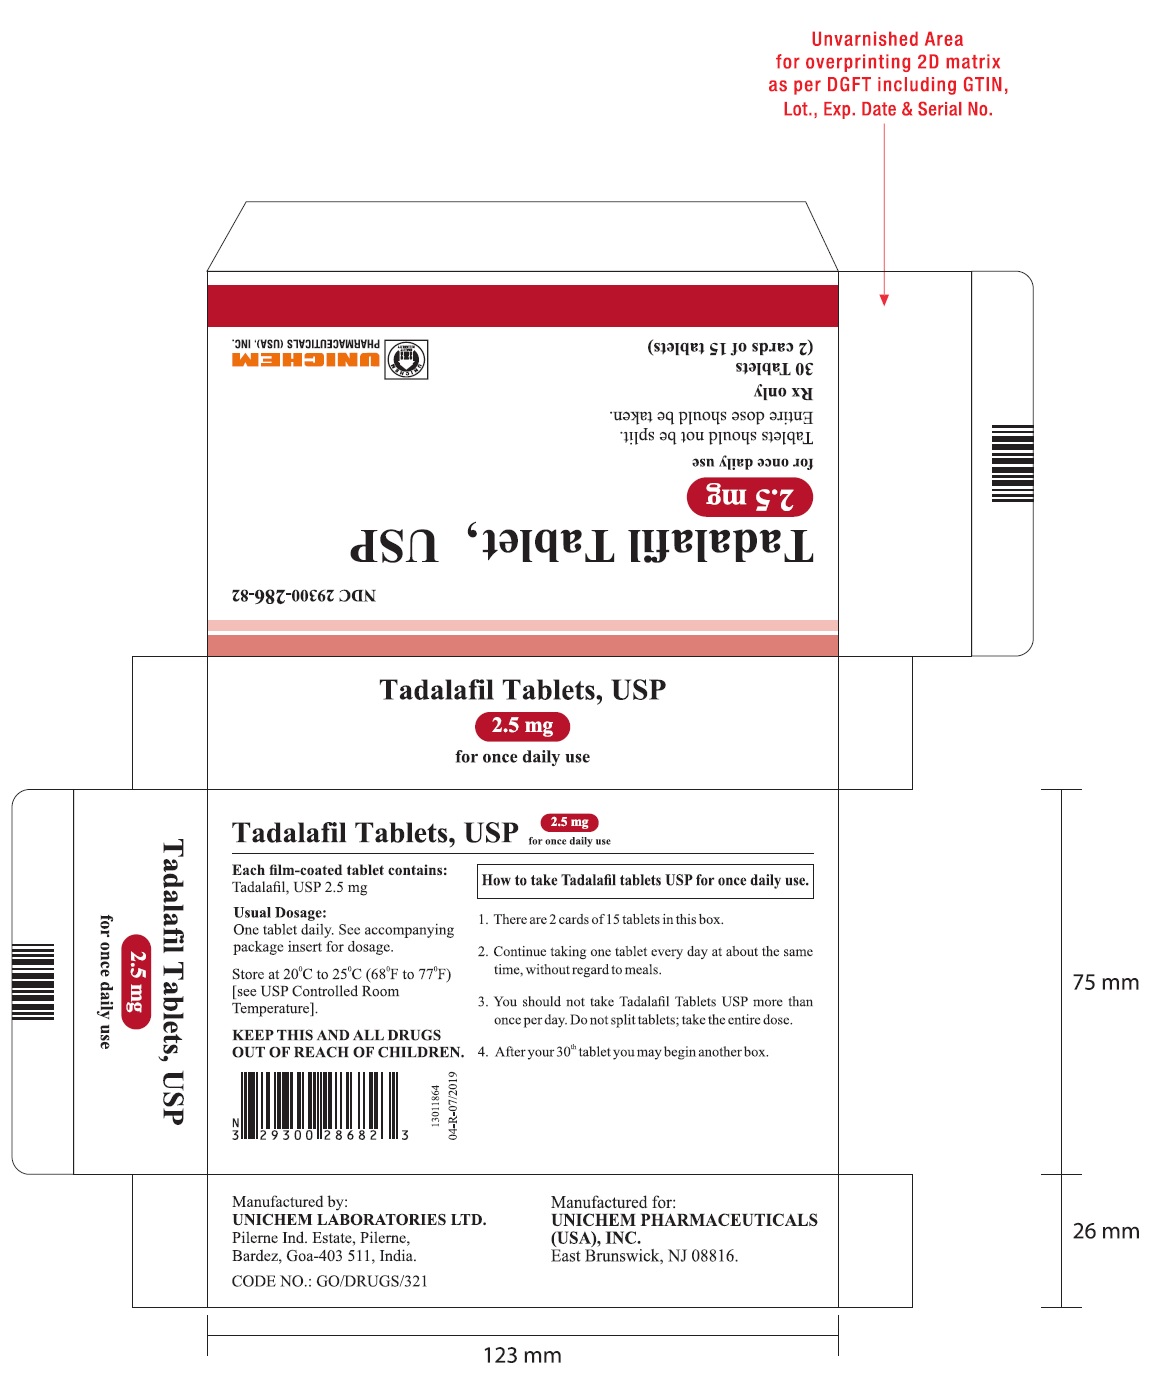 Unvarnished Area
for overprinting 2D matrix
as per DGFT including GTIN,
Lot., Exp. Date & Serial No.
NDC 29300-286-82
Tadalafil Tablet, USP
2.5 mg
for once daily use
Tablets should not be split.
Entire dose should be taken.
Rx only
30 Tablets
(2 cards of 15 tablets)
UNICHEM
PHARMACEUTICALS (USA). INC.
UNICHEM
Tadalafil Tablets, USP
2.5 mg
for once daily use
Tadalafil Tablets, USP
2.5 mg
for once daily use
Tadalafil Tablets, USP
2.5 mg
for once daily use
Each film-coated tablet contains:
Tadalafil, USP 2.5 mg
Usual Dosage:
One tablet daily. See accompanying
package insert for dosage.
Store at 20⁰C to 25⁰C (68⁰F to 77⁰F)
[see USP Controlled Room
Temperature].
KEEP THIS AND ALL DRUGS
OUT OF REACH OF CHILDREN.
N
3 29300 28682 3
13011864
04-R-07/2019
How to take Tadalafil tablets USP for once daily use.
1. There are 2 cards of 15 tablets in this box.
2. Continue taking one tablet every day at about the same
time, without regard to meals.
3. You should not take Tadalafil Tablets USP more than
once per day. Do not split tablets; take the entire dose.
4. After your 30th tablet you may begin another box.
Manufactured by:
UNICHEM LABORATORIES LTD.
Pilerne Ind. Estate, Pilerne,
Bardez, Goa-403 511, India.
CODE NO.: GO/DRUGS/321
Manufactured for:
UNICHEM PHARMACEUTICALS
(USA), INC.
East Brunswick, NJ 08816.
75 mm
26 mm
123 mm